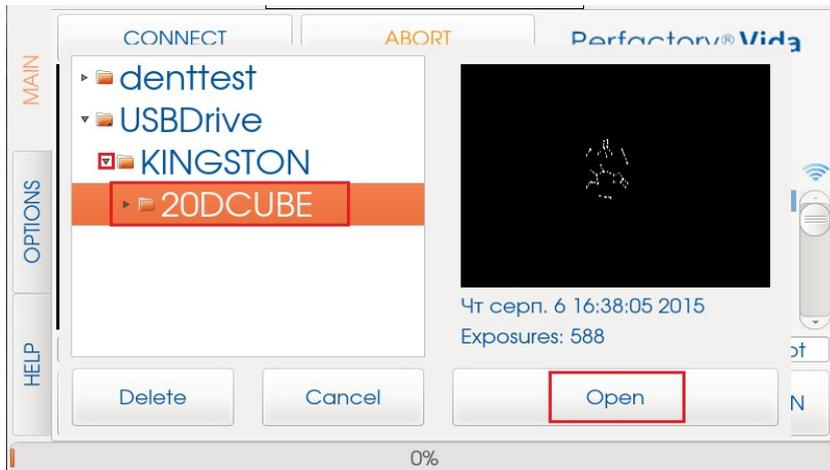 CONNECT
ABORT
Perfactory® Vida
MAIN
denttest
USBDrive
KINGSTON
20DCUBE
OPTIONS
Чт серп. 6 16:38:05 2015
Exposures: 588
HELP
Delete
Cancel
Open
0%